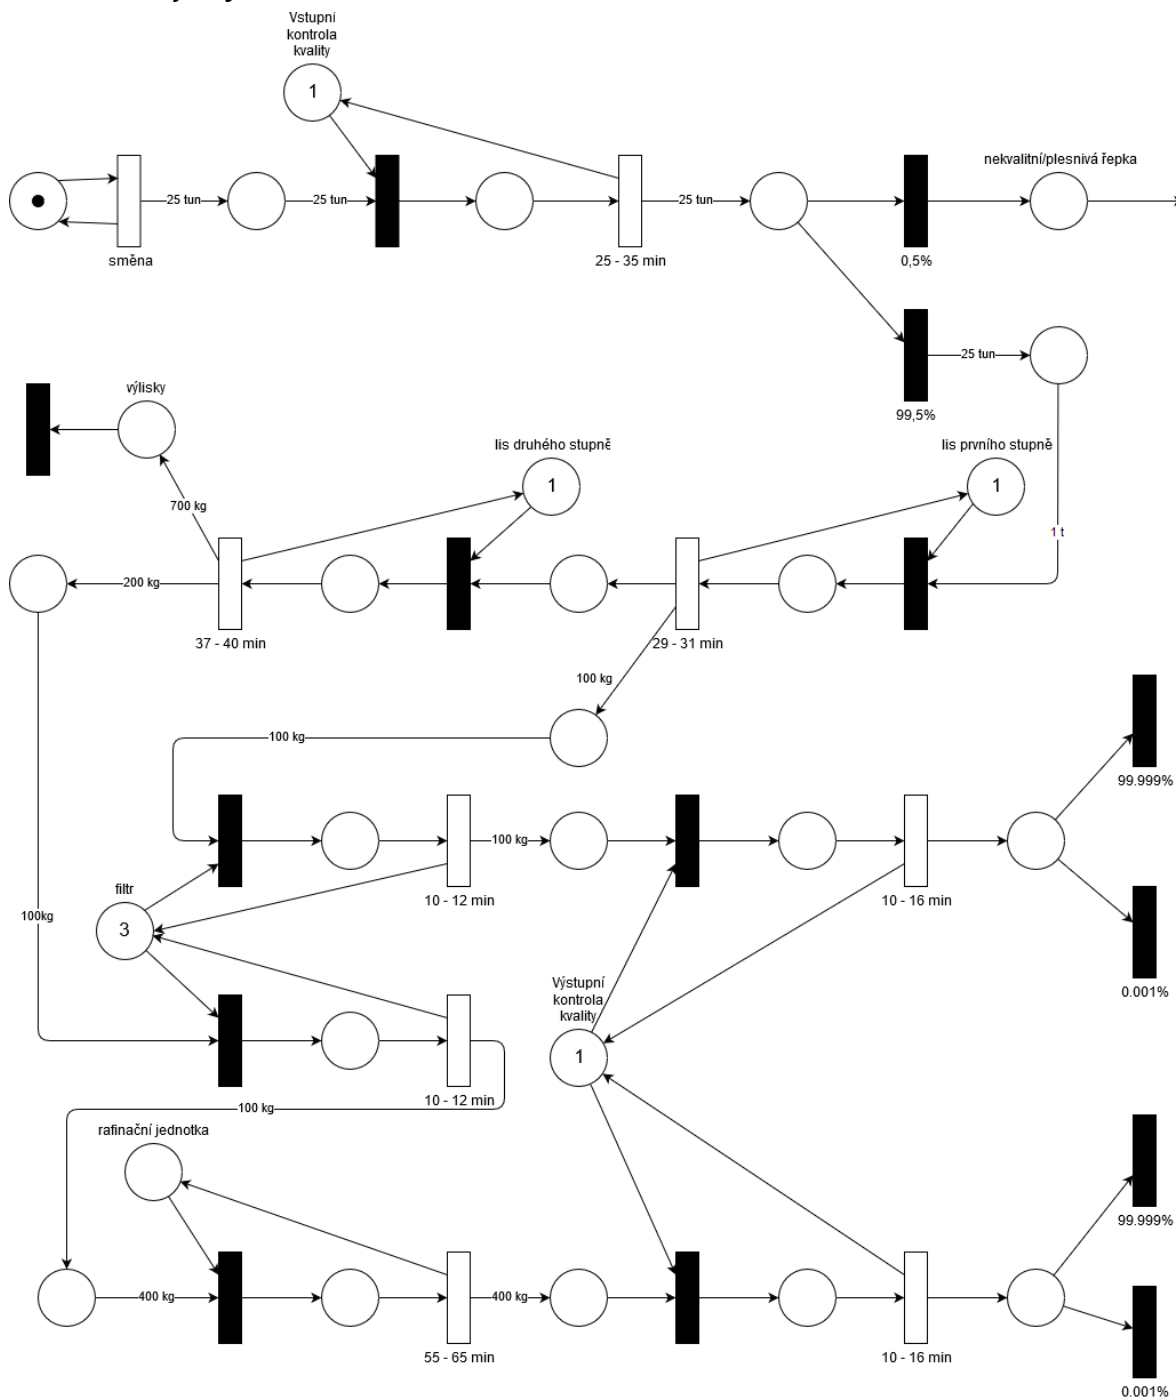 Vstupní
kontrola
kvality
1
25 tun
25 tun
25 tun
směna
25 - 35 min
nekvalitní/plesnivá řepka
0,5%
25 tun
99,5%
výlisky
lis druhého stupně
lis prvního stupně
1
1
700 kg
1 t
200 kg
37 - 40 min
29 - 31 min
100 kg
100 kg
99.999%
100 kg
filtr
3
10 - 12 min
10 - 16 min
100kg
0.001%
Výstupní
kontrola
kvality
1
10 - 12 min
100 kg
rafinační jednotka
99.999%
400 kg
400 kg
55 - 65 min
10 - 16 min
0.001%